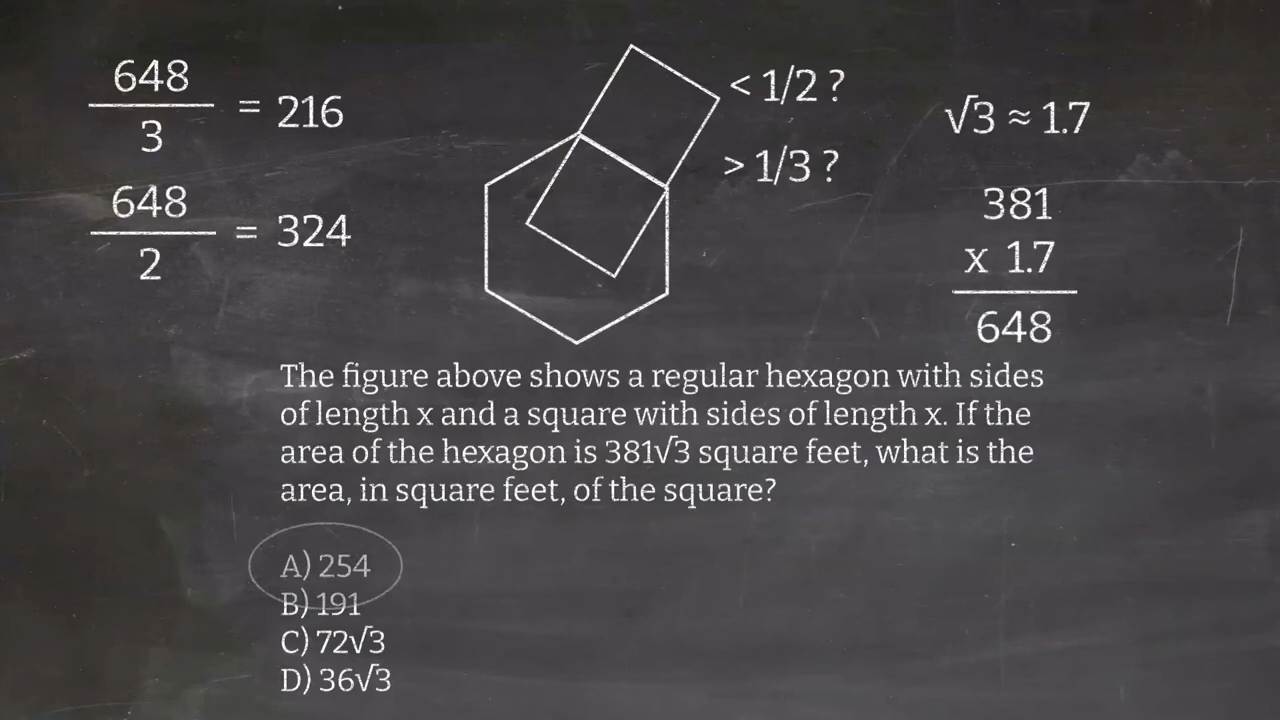 648
3
= 216
648
2
= 324
< 1/2 ?
> 1/3 ?
√3 ≈ 1.7
381
x 1.7
648
The figure above shows a regular hexagon with sides
of length x and a square with sides of length x. If the
area of the hexagon is 381√3 square feet, what is the
area, in square feet, of the square?
A) 254
B) 191
C) 72√3
D) 36√3